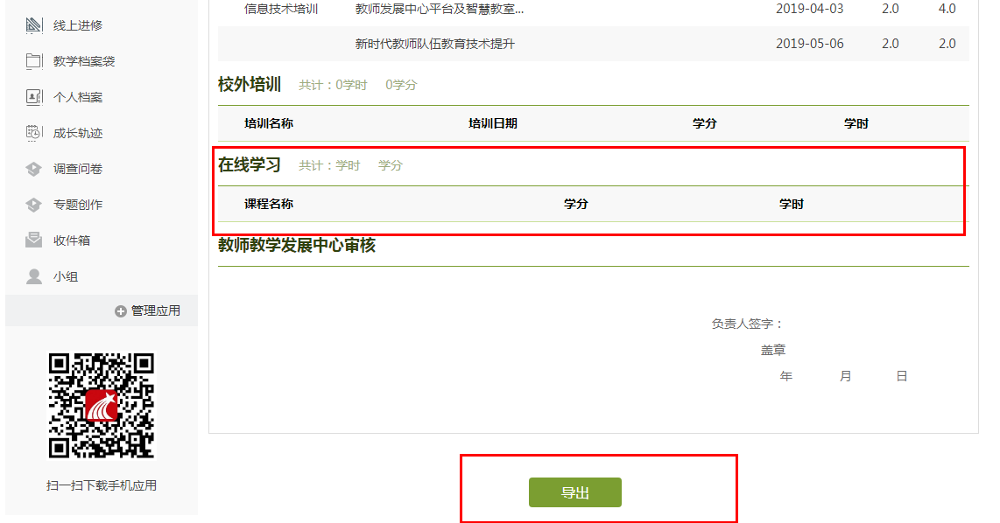 线上进修
教学档案袋
个人档案
成长轨迹
调查问卷
专题创作
收件箱
小组
管理应用
扫一扫下载手机应用
信息技术培训 教师发展中心平台及智慧教室... 2019-04-03 2.0 4.0
新时代教师队伍教育技术提升 2019-05-06 2.0 2.0
校外培训 共计：0学时 0学分
培训名称 培训日期 学分 学时
在线学习 共计：学时 学分
课程名称 学分 学时
教师教学发展中心审核
负责人签字：
盖章
年 月 日
导出